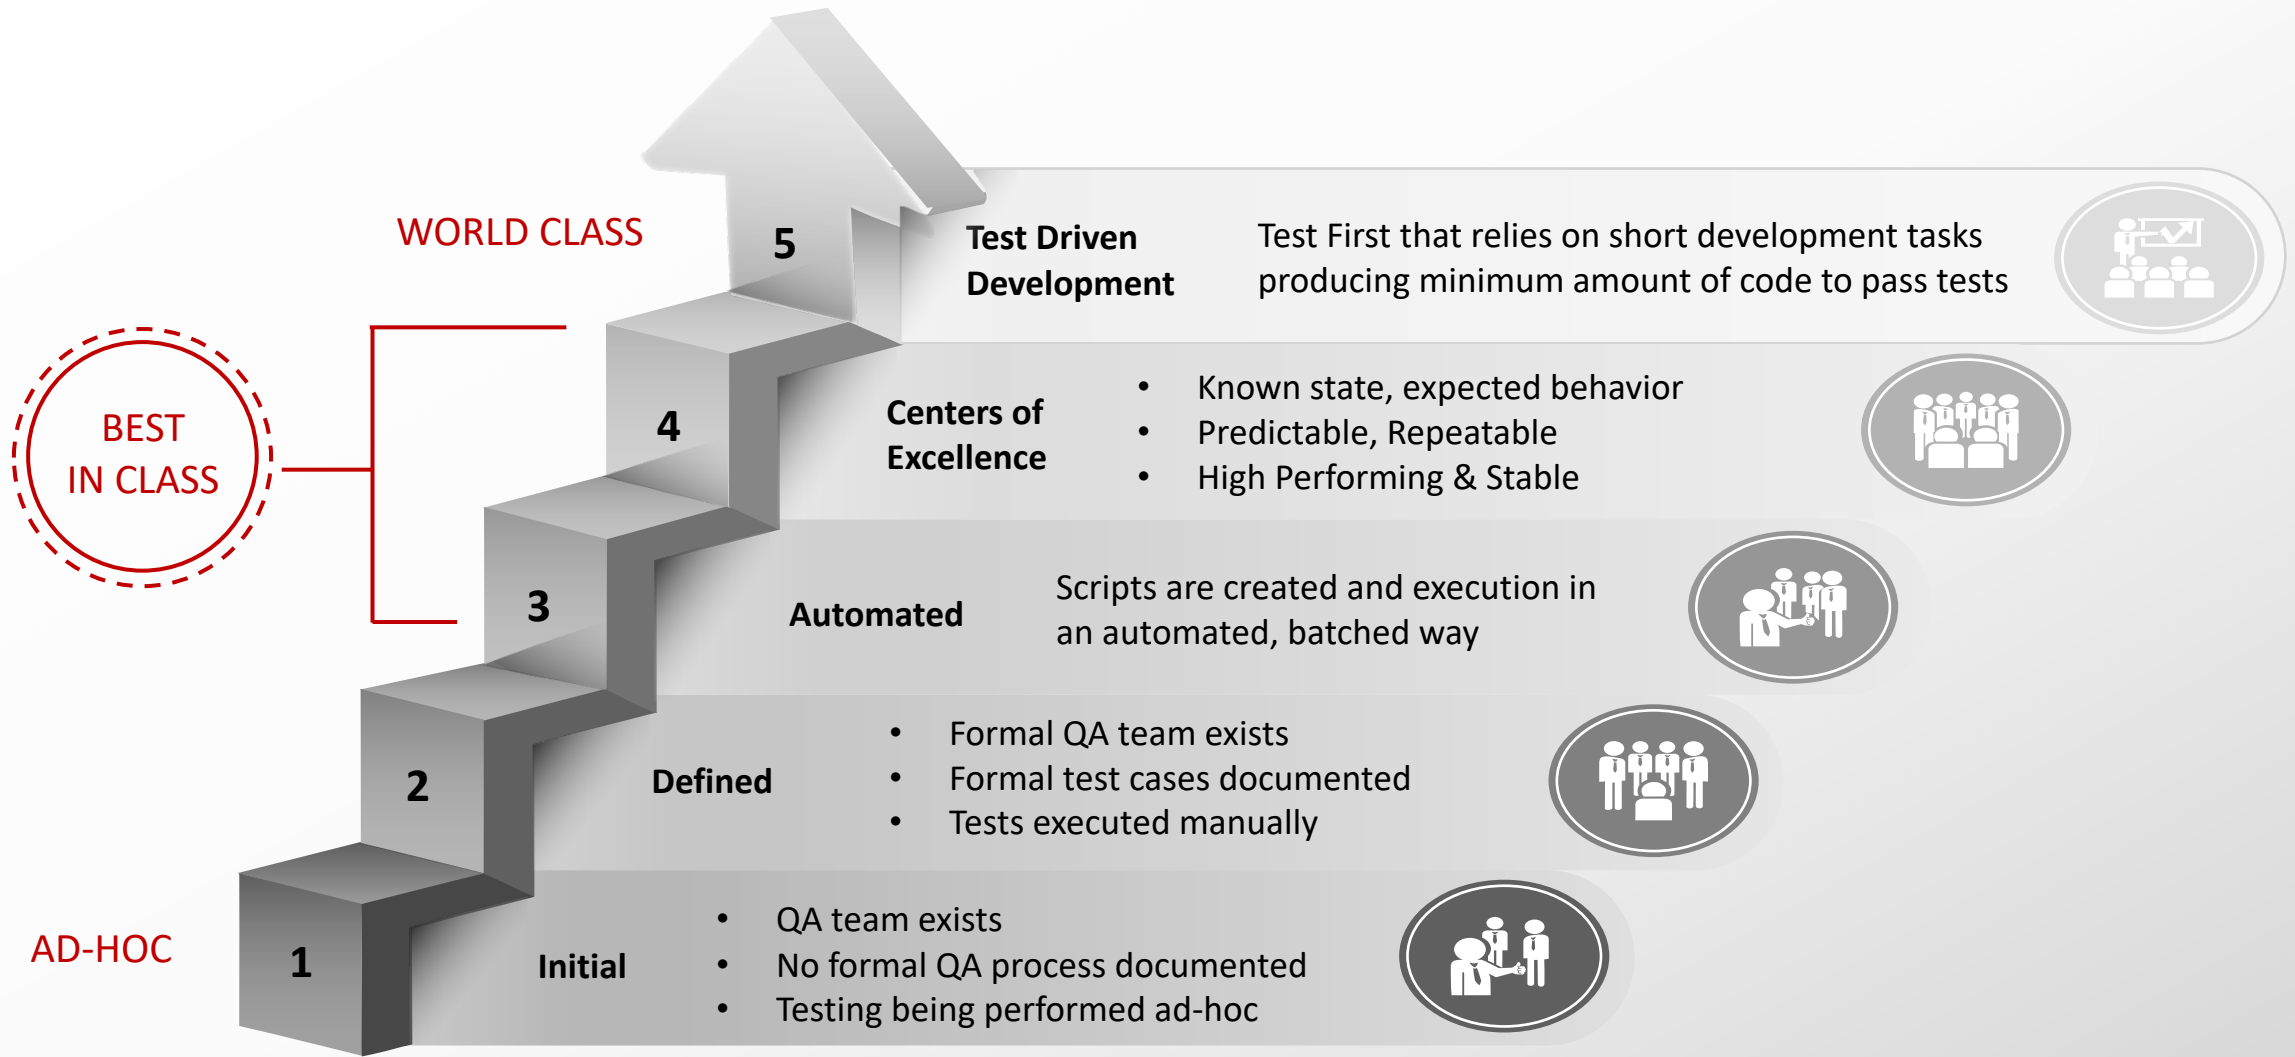 WORLD CLASS
5
Test Driven
Development
Test First that relies on short development tasks
producing minimum amount of code to pass tests
BEST
IN CLASS
4
Centers of
Excellence
• Known state, expected behavior
• Predictable, Repeatable
• High Performing & Stable
3
Automated
Scripts are created and execution in
an automated, batched way
2
Defined
• Formal QA team exists
• Formal test cases documented
• Tests executed manually
AD-HOC
1
Initial
• QA team exists
• No formal QA process documented
• Testing being performed ad-hoc